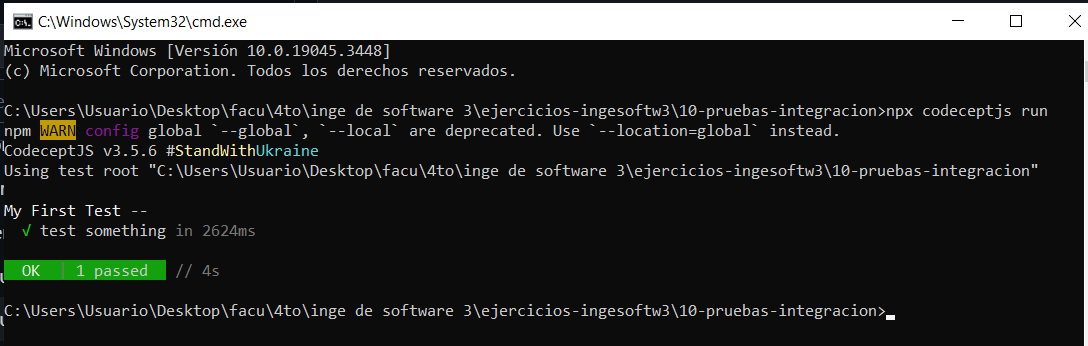 C:\Windows\System32\cmd.exe
Microsoft Windows [Versión 10.0.19045.3448]
(c) Microsoft Corporation. Todos los derechos reservados.
C:\Users\Usuario\Desktop\facu\4to\inge de software 3\ejercicios-ingesoftw3\10-pruebas-integracion>npx codeceptjs run
npm WARN config global `--global`, `--local` are deprecated. Use `--location=global` instead.
CodeceptJS v3.5.6 #StandWithUkraine
Using test root "C:\Users\Usuario\Desktop\facu\4to\inge de software 3\ejercicios-ingesoftw3\10-pruebas-integracion"
My First Test --
√ test something in 2624ms
OK | 1 passed // 4s
C:\Users\Usuario\Desktop\facu\4to\inge de software 3\ejercicios-ingesoftw3\10-pruebas-integracion>